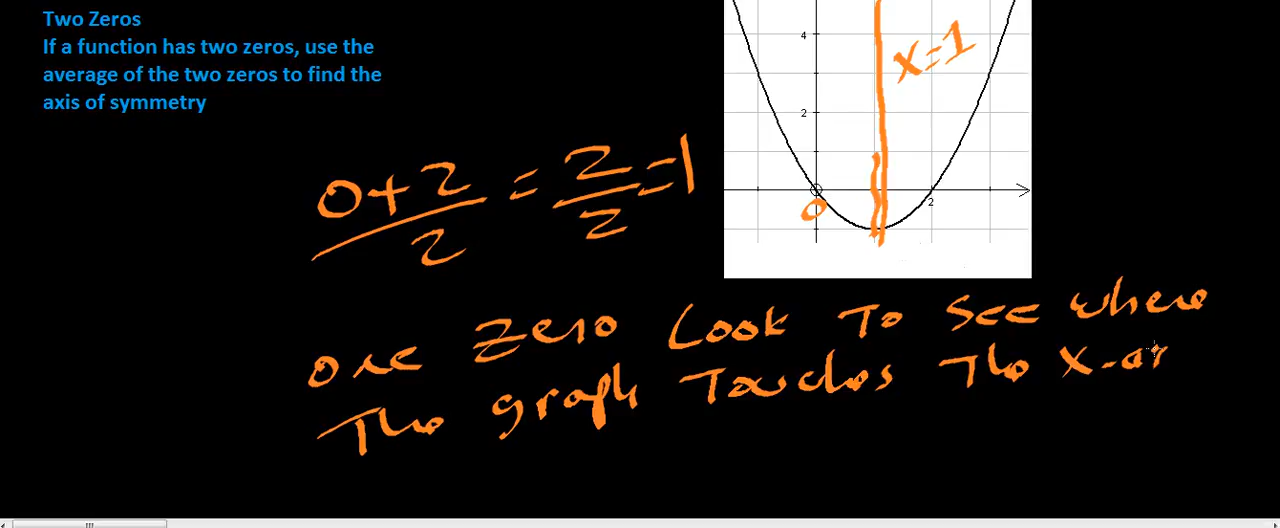 Two Zeros
If a function has two zeros, use the
average of the two zeros to find the
axis of symmetry
4
x=1
2
0+2/2 = 2/2 = 1
0
2
One Zero Look To See where
The graph Touches The X-ax